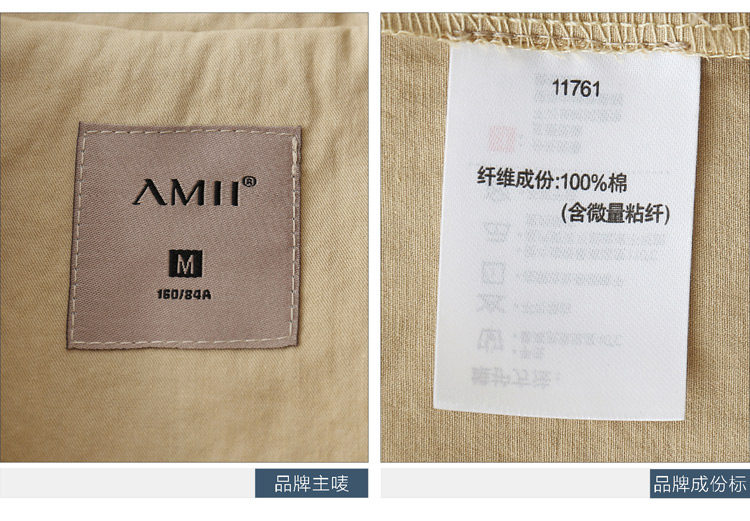 AMII®
M
160/84A
品牌主唛
11761
纤维成份:100%棉
(含微量粘纤)
品牌成份标